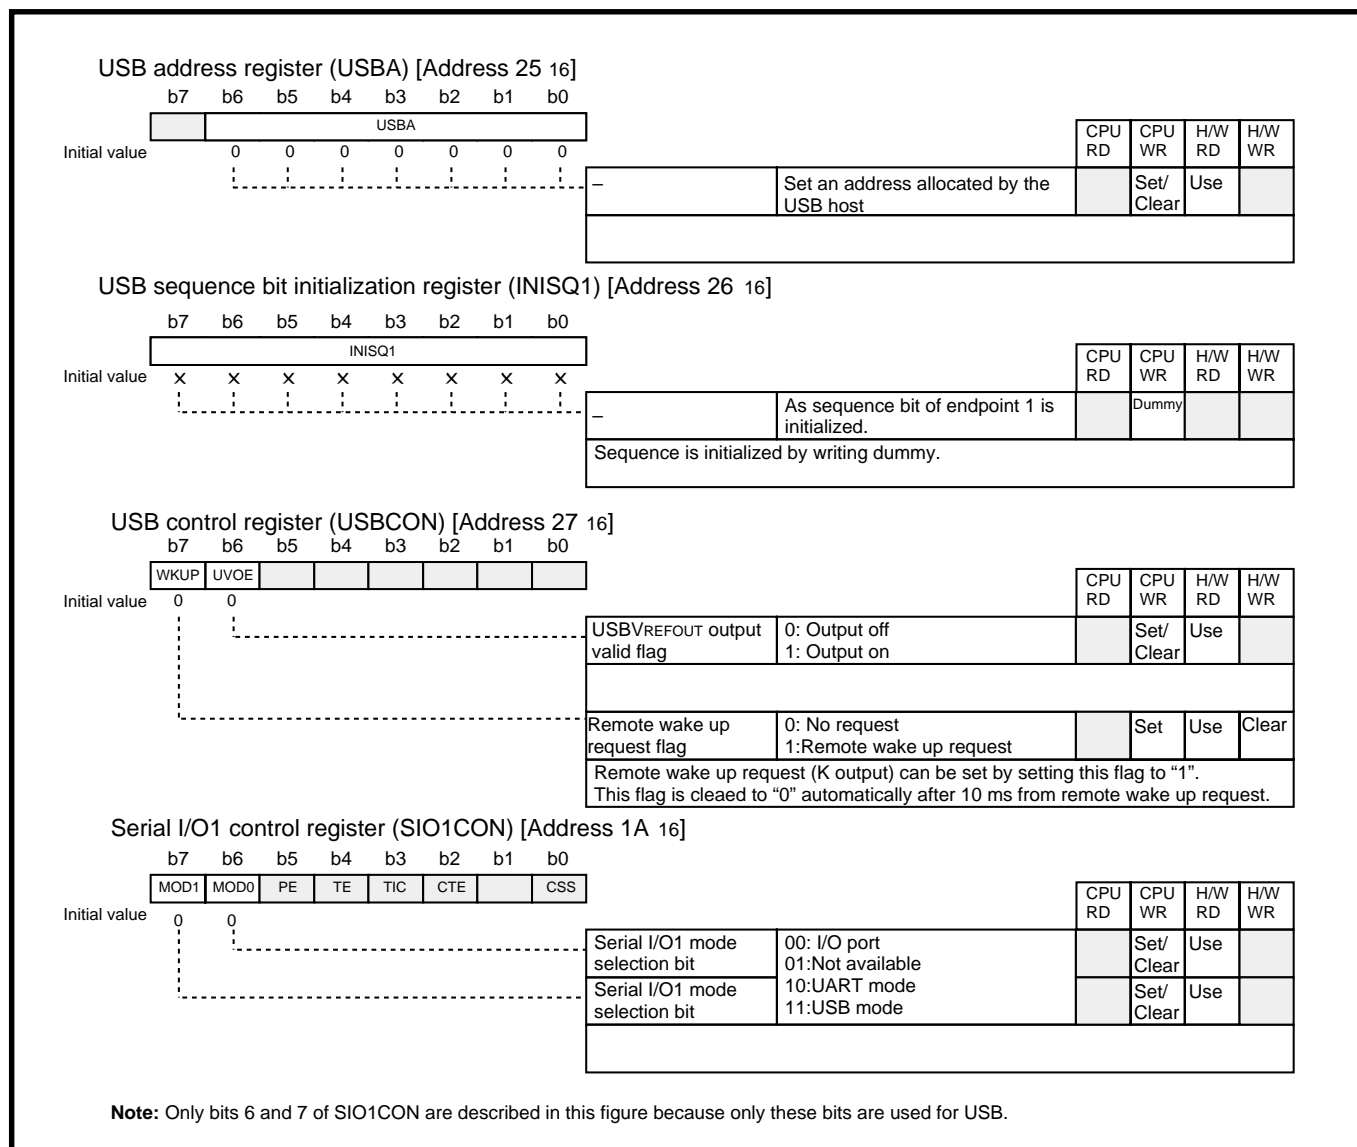 USB address register (USBA) [Address 25 16]
b7 b6 b5 b4 b3 b2 b1 b0
USBA
Initial value 0 0 0 0 0 0 0
CPU RD CPU WR H/W RD H/W WR
– Set an address allocated by the USB host Set/ Clear Use
USB sequence bit initialization register (INISQ1) [Address 26 16]
b7 b6 b5 b4 b3 b2 b1 b0
INISQ1
Initial value × × × × × × × ×
CPU RD CPU WR H/W RD H/W WR
– As sequence bit of endpoint 1 is initialized. Dummy
Sequence is initialized by writing dummy.
USB control register (USBCON) [Address 27 16]
b7 b6 b5 b4 b3 b2 b1 b0
WKUP UVOE
Initial value 0 0
CPU RD CPU WR H/W RD H/W WR
USBVREFOUT output valid flag 0: Output off 1: Output on Set/ Clear Use
Remote wake up request flag 0: No request 1:Remote wake up request Set Use Clear
Remote wake up request (K output) can be set by setting this flag to “1”.
This flag is cleaed to “0” automatically after 10 ms from remote wake up request.
Serial I/O1 control register (SIO1CON) [Address 1A 16]
b7 b6 b5 b4 b3 b2 b1 b0
MOD1 MOD0 PE TE TIC CTE CSS
Initial value 0 0
CPU RD CPU WR H/W RD H/W WR
Serial I/O1 mode selection bit 00: I/O port 01:Not available Set/ Clear Use
Serial I/O1 mode selection bit 10:UART mode 11:USB mode Set/ Clear Use
Note: Only bits 6 and 7 of SIO1CON are described in this figure because only these bits are used for USB.